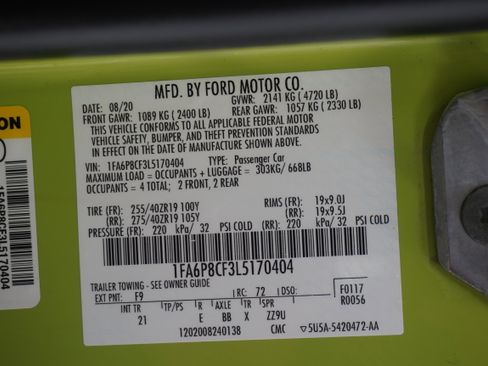 MFD. BY FORD MOTOR CO.
DATE: 08/20 GVWR: 2141 KG ( 4720 LB)
FRONT GAWR: 1089 KG ( 2400 LB) REAR GAWR: 1057 KG ( 2330 LB)
THIS VEHICLE CONFORMS TO ALL APPLICABLE FEDERAL MOTOR
VEHICLE SAFETY, BUMPER, AND THEFT PREVENTION STANDARDS
IN EFFECT ON THE DATE OF MANUFACTURE SHOWN ABOVE.
VIN: 1FA6P8CF3L5170404 TYPE: Passenger Car
MAXIMUM LOAD = OCCUPANTS + LUGGAGE = 303KG/ 668LB
OCCUPANTS = 4 TOTAL; 2 FRONT, 2 REAR
TIRE (FR): 255/40ZR19 100Y RIMS (FR): 19x9.0J
(RR): 275/40ZR19 105Y (RR): 19x9.5J
PRESSURE (FR): 220 kPa/ 32 PSI COLD (RR): 220 kPa/ 32 PSI COLD
1FA6P8CF3L5170404
TRAILER TOWING - SEE OWNER GUIDE
EXT PNT: F9 RC: 72 DSO: F0117
INT TR TP/PS R AXLE TR SPR R0056
21 E BB X ZZ9U
1202008240138 CMC ▽5U5A-5420472-AA
1FA6P8CF3L5170404